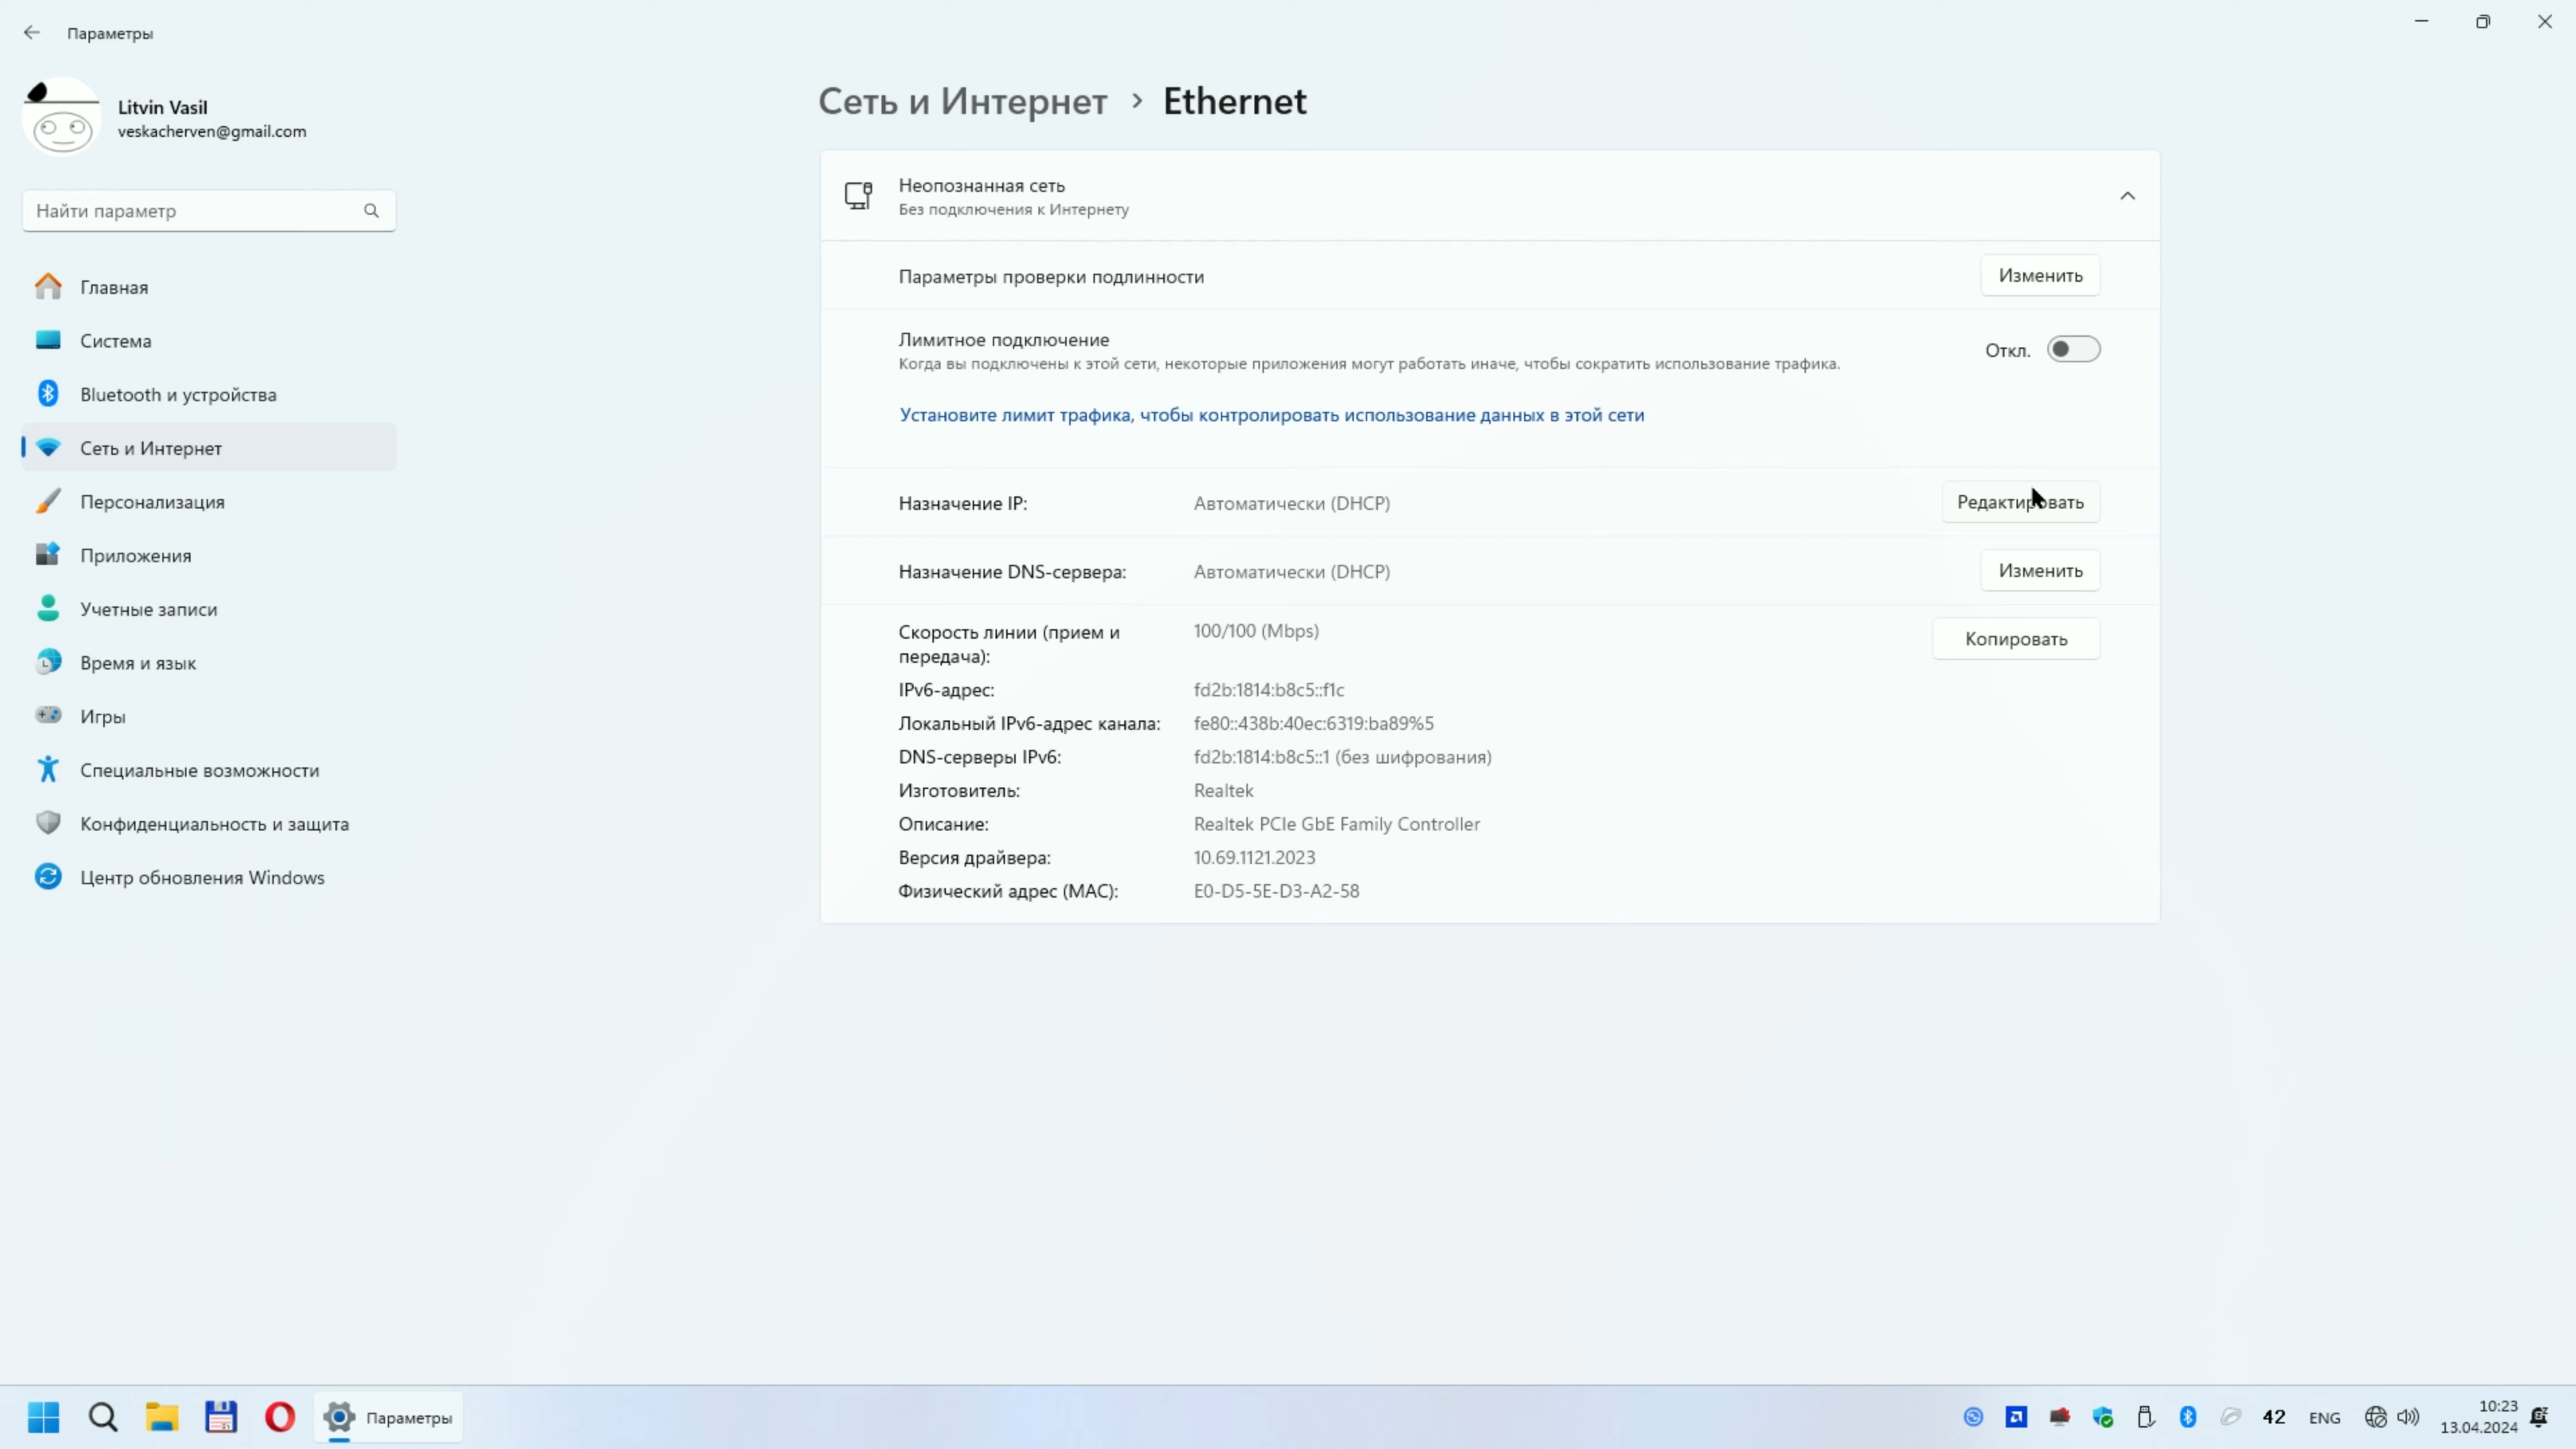 Параметры
Litvin Vasil
veskacherven@gmail.com
Найти параметр
Главная
Система
Bluetooth и устройства
Сеть и Интернет
Персонализация
Приложения
Учетные записи
Время и язык
Игры
Специальные возможности
Конфиденциальность и защита
Центр обновления Windows
Сеть и Интернет > Ethernet
Неопознанная сеть
Без подключения к Интернету
Параметры проверки подлинности
Изменить
Лимитное подключение
Когда вы подключены к этой сети, некоторые приложения могут работать иначе, чтобы сократить использование трафика.
Откл.
Установите лимит трафика, чтобы контролировать использование данных в этой сети
Назначение IP: Автоматически (DHCP) Редактировать
Назначение DNS-сервера: Автоматически (DHCP) Изменить
Скорость линии (прием и 100/100 (Mbps)
передача):
Копировать
IPv6-адрес: fd2b:1814:b8c5::f1c
Локальный IPv6-адрес канала: fe80::438b:40ec:6319:ba89%5
DNS-серверы IPv6: fd2b:1814:b8c5::1 (без шифрования)
Изготовитель: Realtek
Описание: Realtek PCIe GbE Family Controller
Версия драйвера: 10.69.1121.2023
Физический адрес (MAC): E0-D5-5E-D3-A2-58
Параметры
42 ENG
10:23
13.04.2024